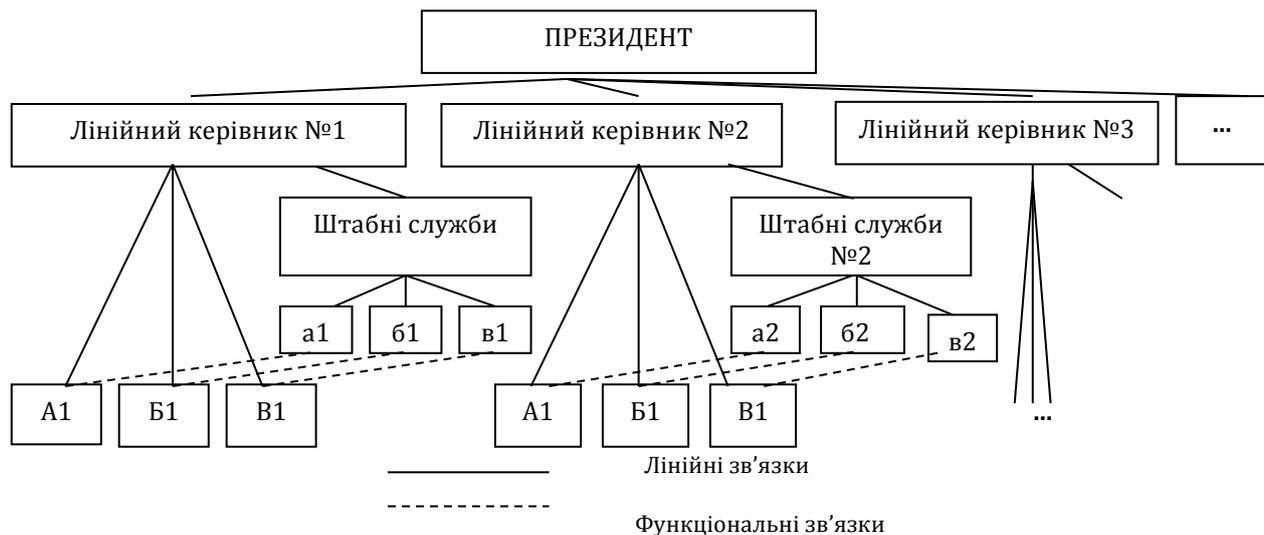 ПРЕЗИДЕНТ
Лінійний керівник №1
Лінійний керівник №2
Лінійний керівник №3
...
Штабні служби
Штабні служби
№2
а1
б1
в1
а2
б2
в2
А1
Б1
В1
А1
Б1
В1
...
Лінійні зв’язки
Функціональні зв’язки